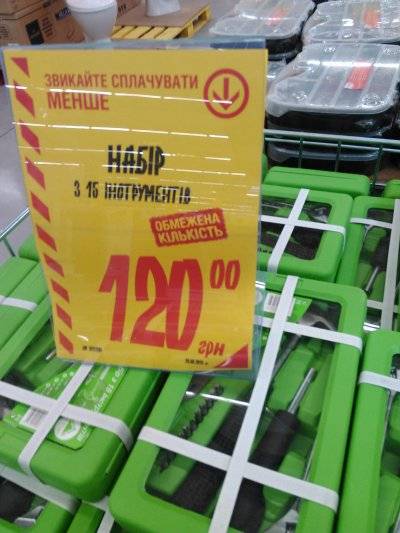 ЗВИКАЙТЕ СПЛАЧУВАТИ
МЕНШЕ
НАБІР
З 15 ІНСТРУМЕНТІВ
ОБМЕЖЕНА
КІЛЬКІСТЬ
120 00
грн